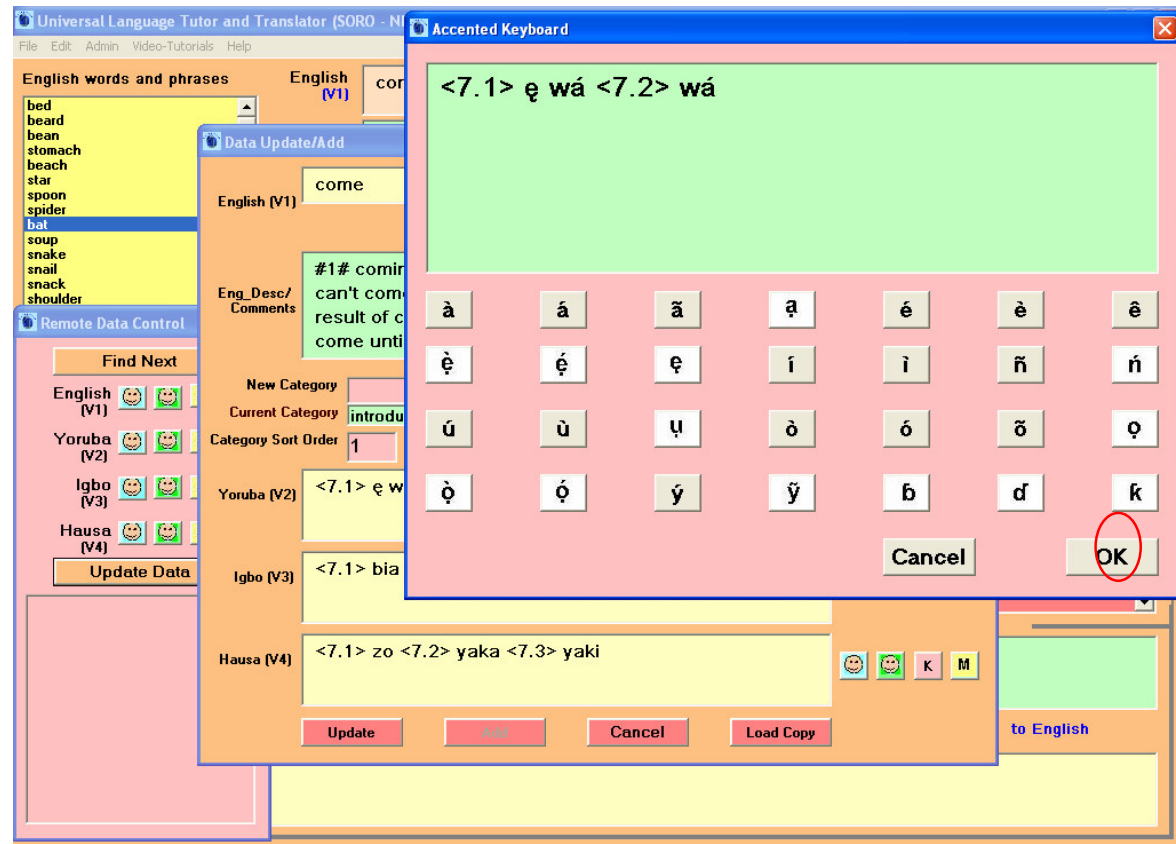 Universal Language Tutor and Translator (SORO - NI
File Edit Admin Video-Tutorials Help
English words and phrases
bed
beard
bean
stomach
beach
star
spoon
spider
bat
soup
snake
snail
snack
shoulder
English
(V1)
Remote Data Control
Find Next
English
(V1)
Yoruba
(V2)
Igbo
(V3)
Hausa
(V4)
Update Data
Data Update/Add
English (V1)
come
Eng_Desc/
Comments
#1#
can't
result of
come
New Category
Current Category
Category Sort Order
1
Yoruba (V2)
<7.1> ẹ
Igbo (V3)
<7.1> bia
Hausa (V4)
<7.1> zo <7.2> yaka <7.3> yaki
K M
Update Add Cancel Load Copy
to English
Accented Keyboard
<7.1> ę wá <7.2> wá
à á ã ạ é è ê
ẹ̀ ẹ́ ẹ í ì ñ ń
ú ù ụ ò ó õ ọ
ọ̀ ọ́ ý ỹ ɓ ɗ ƙ
Cancel OK